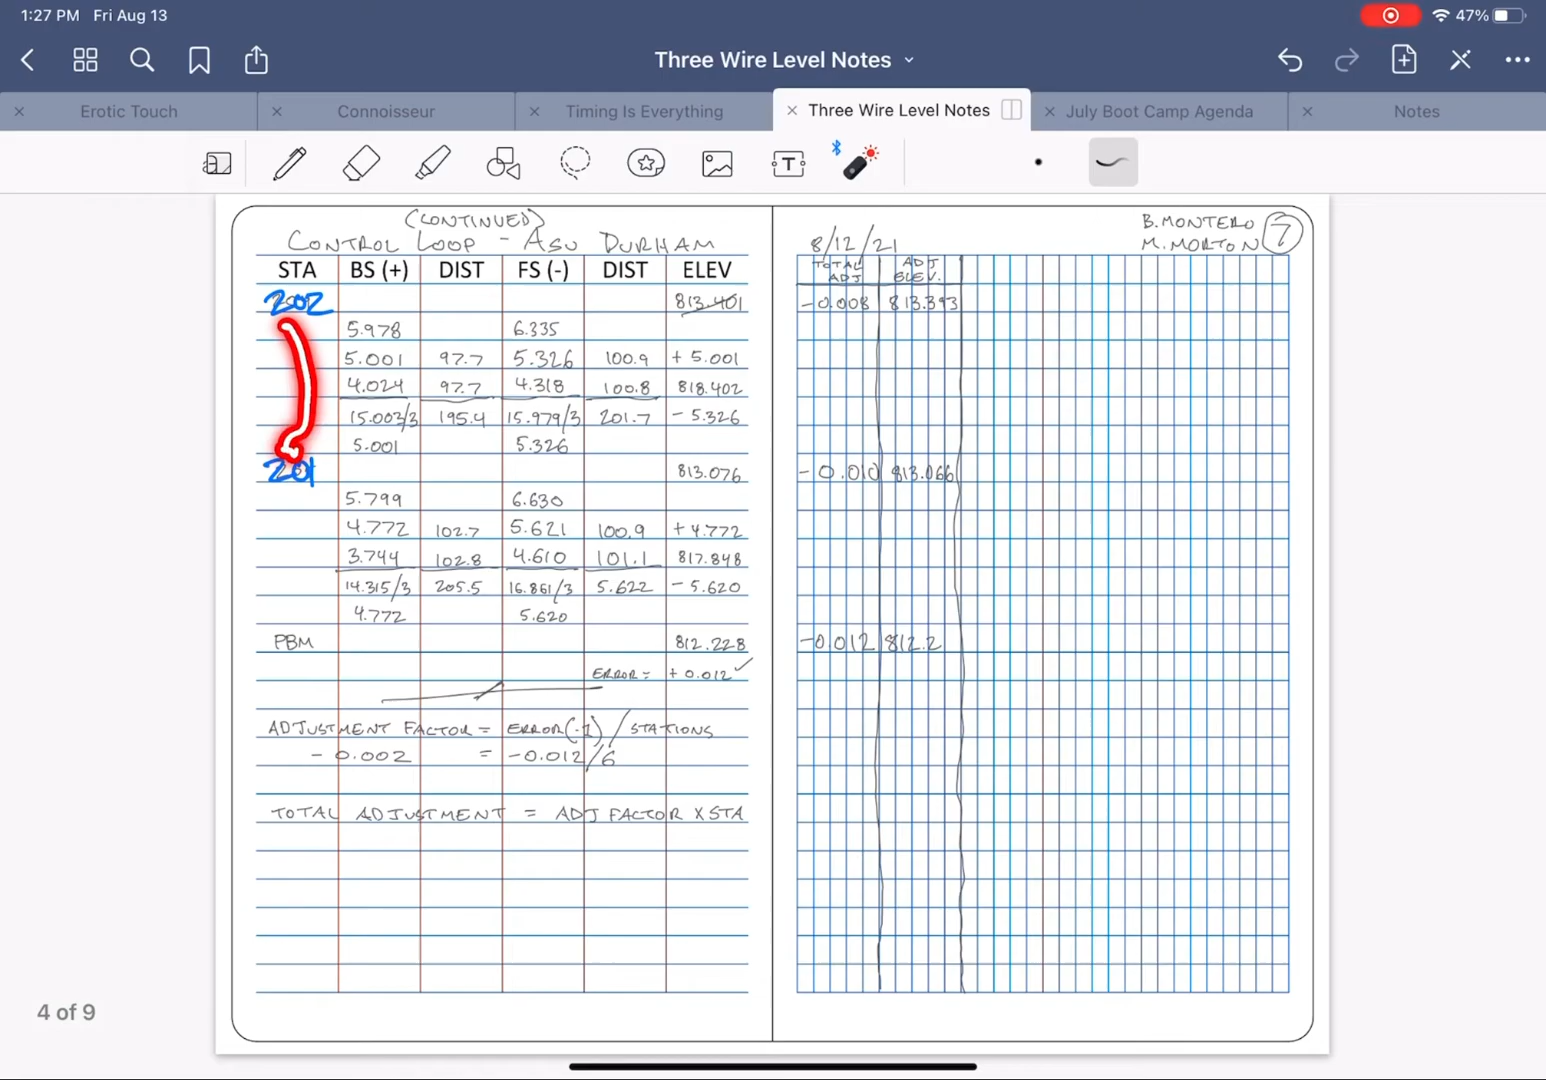 1:27 PM Fri Aug 13
47%
Three Wire Level Notes
Erotic Touch
Connoisseur
Timing Is Everything
Three Wire Level Notes
July Boot Camp Agenda
Notes
T
(CONTINUED)
CONTROL LOOP - ASU DURHAM
8/12/21
B. MONTERO
M. MORTON
7
STA BS (+) DIST FS (-) DIST ELEV
TOTAL ADJ
ADJ ELEV.
202 813.401 -0.008 813.393
5.978 6.335
5.001 97.7 5.326 100.9 + 5.001
4.024 97.7 4.318 100.8 818.402
15.003/3 195.4 15.979/3 201.7 - 5.326
5.001 5.326
201 813.076 -0.010 813.066
5.799 6.630
4.772 102.7 5.621 100.9 + 4.772
3.744 102.8 4.610 101.1 817.848
14.315/3 205.5 16.861/3 5.622 - 5.620
4.772 5.620
PBM 812.228 -0.012 812.2
ERROR = + 0.012 ✓
ADJUSTMENT FACTOR = ERROR(-1) / STATIONS
- 0.002 = -0.012/6
TOTAL ADJUSTMENT = ADJ FACTOR X STA
4 of 9